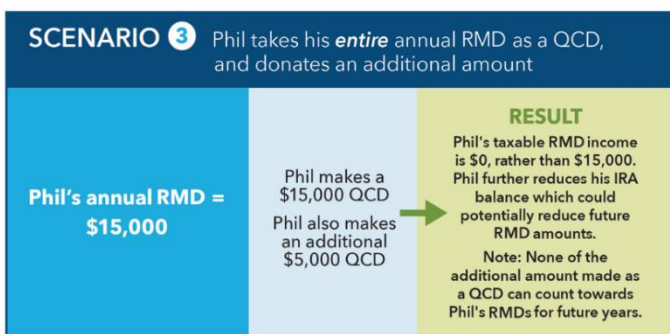 SCENARIO 3 Phil takes his entire annual RMD as a QCD,
and donates an additional amount
Phil's annual RMD =
$15,000
Phil makes a
$15,000 QCD
Phil also makes
an additional
$5,000 QCD
RESULT
Phil's taxable RMD income
is $0, rather than $15,000.
Phil further reduces his IRA
balance which could
potentially reduce future
RMD amounts.
Note: None of the
additional amount made as
a QCD can count towards
Phil's RMDs for future years.